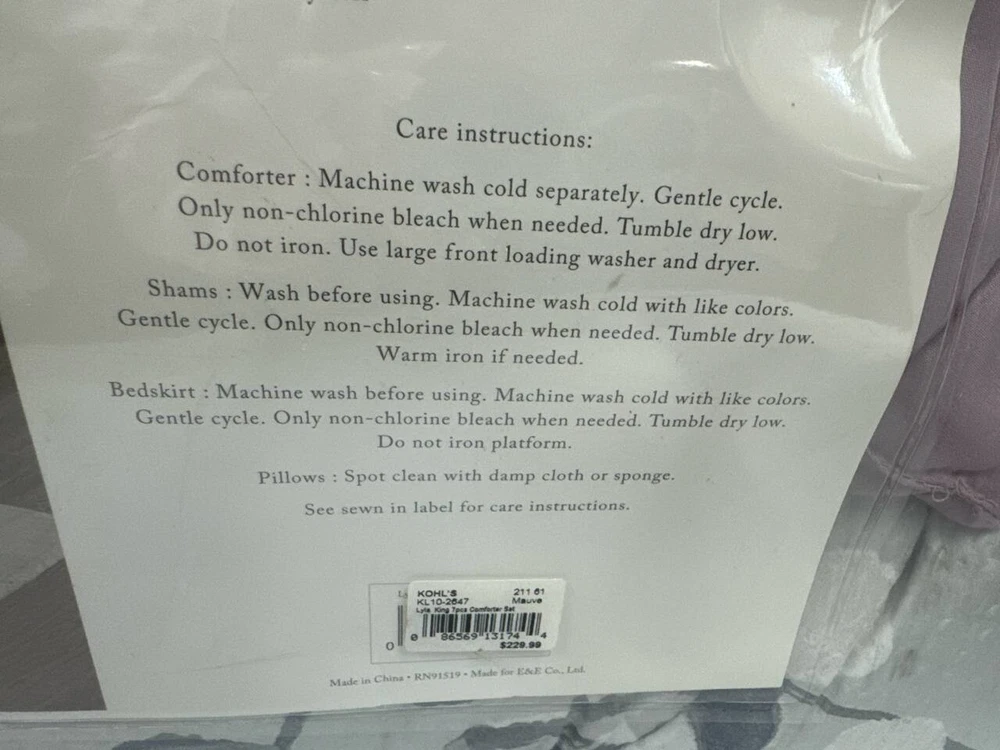 Care instructions:
Comforter : Machine wash cold separately. Gentle cycle.
Only non-chlorine bleach when needed. Tumble dry low.
Do not iron. Use large front loading washer and dryer.
Shams : Wash before using. Machine wash cold with like colors.
Gentle cycle. Only non-chlorine bleach when needed. Tumble dry low.
Warm iron if needed.
Bedskirt : Machine wash before using. Machine wash cold with like colors.
Gentle cycle. Only non-chlorine bleach when needed. Tumble dry low.
Do not iron platform.
Pillows : Spot clean with damp cloth or sponge.
See sewn in label for care instructions.
KOHL'S 211 61
KL10-2647 Mauve
King 7pcs Comforter Set
0 86569 13174 4
$229.99
0
Made in China • RN91519 • Made for E&E Co., Ltd.